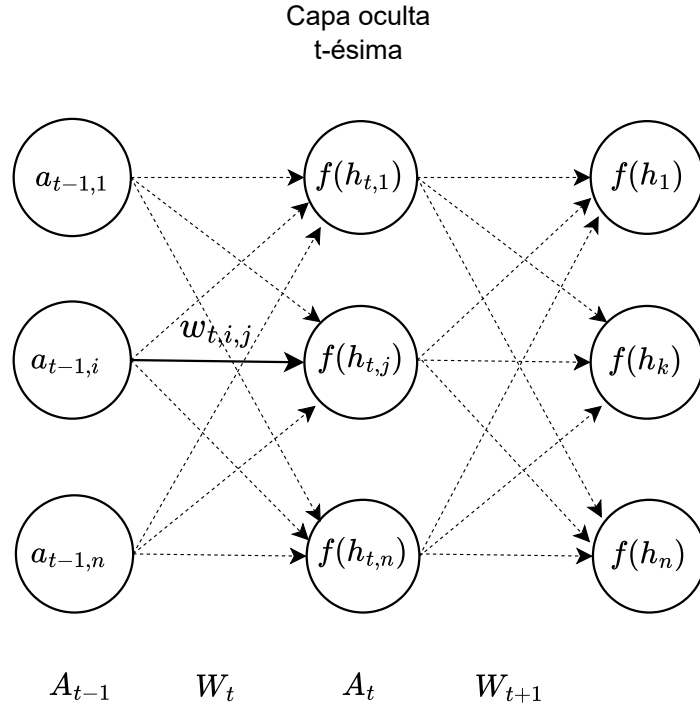 Capa oculta
t-ésima
a_{t-1,1} f(h_{t,1}) f(h_1)
w_{t,i,j}
a_{t-1,i} f(h_{t,j}) f(h_k)
a_{t-1,n} f(h_{t,n}) f(h_n)
A_{t-1} W_t A_t W_{t+1}